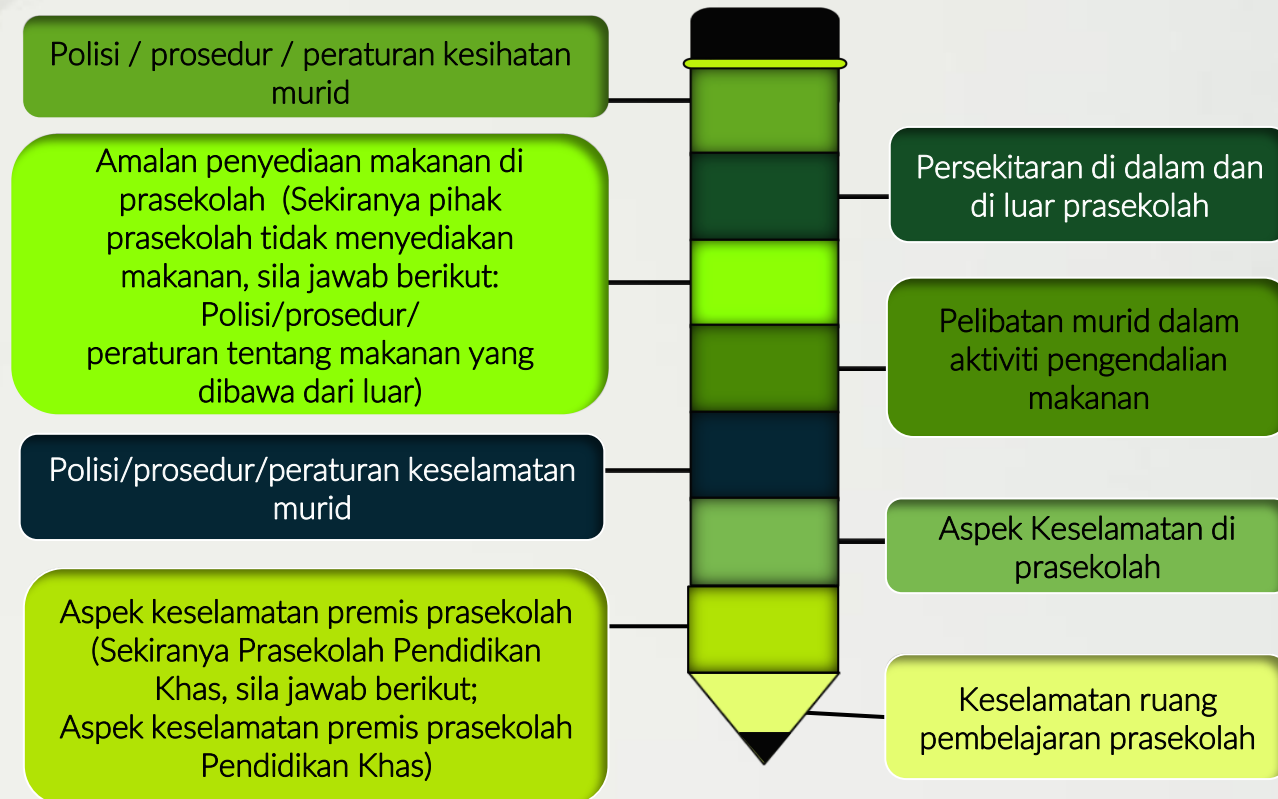 Polisi / prosedur / peraturan kesihatan
murid
Persekitaran di dalam dan
di luar prasekolah
Amalan penyediaan makanan di
prasekolah (Sekiranya pihak
prasekolah tidak menyediakan
makanan, sila jawab berikut:
Polisi/prosedur/
peraturan tentang makanan yang
dibawa dari luar)
Pelibatan murid dalam
aktiviti pengendalian
makanan
Polisi/prosedur/peraturan keselamatan
murid
Aspek Keselamatan di
prasekolah
Aspek keselamatan premis prasekolah
(Sekiranya Prasekolah Pendidikan
Khas, sila jawab berikut;
Aspek keselamatan premis prasekolah
Pendidikan Khas)
Keselamatan ruang
pembelajaran prasekolah